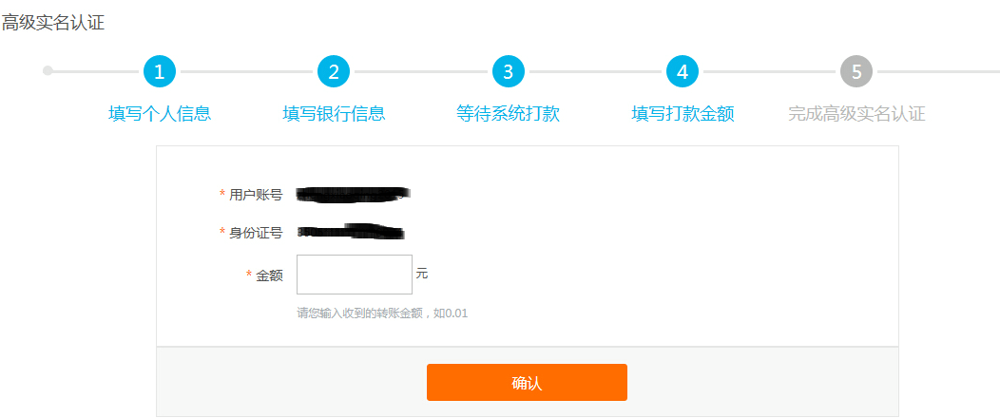 高级实名认证
1 2 3 4 5
填写个人信息 填写银行信息 等待系统打款 填写打款金额 完成高级实名认证
* 用户账号
* 身份证号
* 金额 元
请您输入收到的转账金额，如0.01
确认